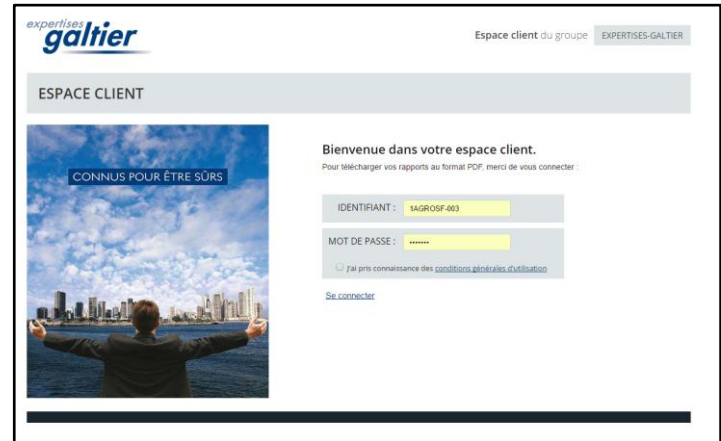 expertises
galtier
Espace client du groupe EXPERTISES-GALTIER
ESPACE CLIENT
CONNUS POUR ÊTRE SÛRS
Bienvenue dans votre espace client.
Pour télécharger vos rapports au format PDF, merci de vous connecter :
IDENTIFIANT : 1AGROSF-003
MOT DE PASSE : •••••••
J'ai pris connaissance des conditions générales d'utilisation
Se connecter